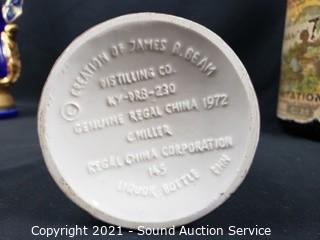 © CREATION OF JAMES B. BEAM
DISTILLING CO.
KY-DRB-230
GENUINE REGAL CHINA 1972
C MILLER
REGAL CHINA CORPORATION
145
LIQUOR BOTTLE
Copyright 2021 - Sound Auction Service